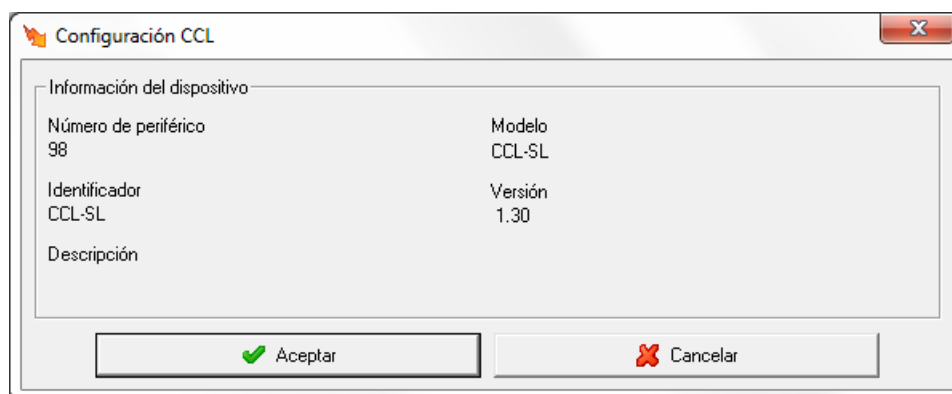 Configuración CCL
Información del dispositivo
Número de periférico
98
Modelo
CCL-SL
Identificador
CCL-SL
Versión
1.30
Descripción
Aceptar
Cancelar